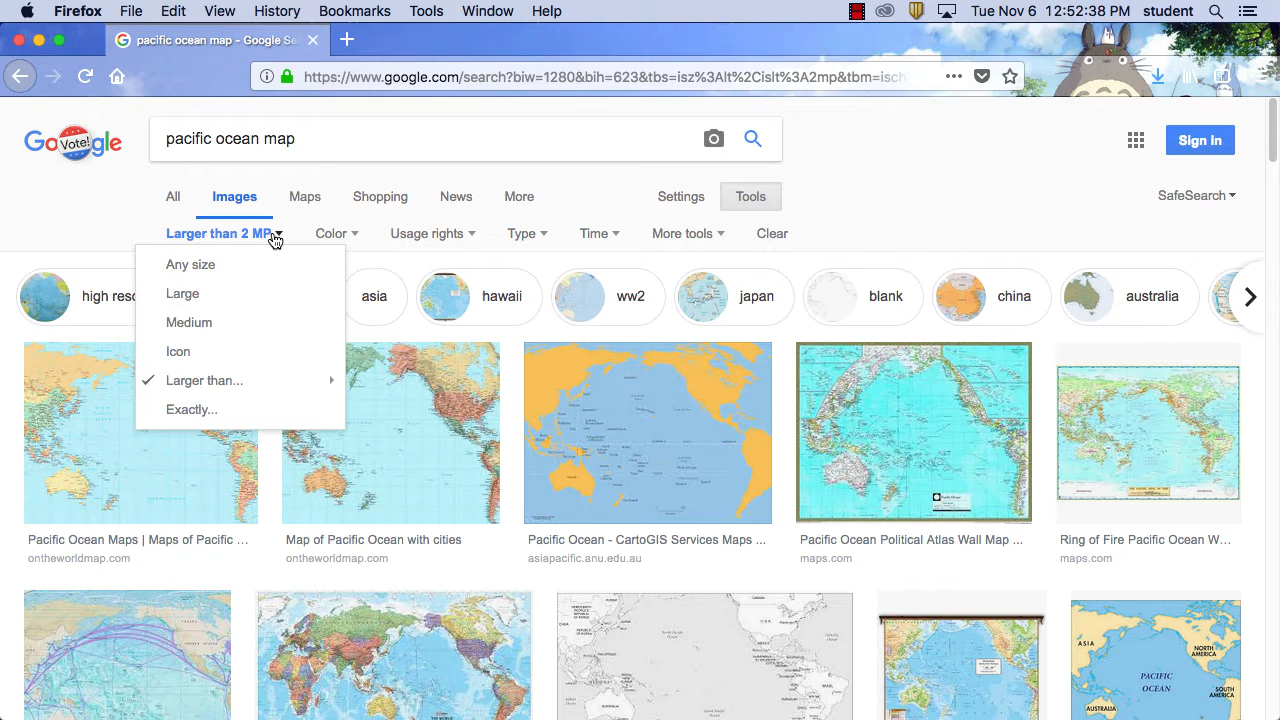 Firefox File Edit View History Bookmarks Tools Window Help Tue Nov 6 12:52:38 PM student
pacific ocean map - Google Se
https://www.google.com/search?biw=1280&bih=623&tbs=isz%3Alt%2Cislt%3A2mp&tbm=isch
Google Vote!
pacific ocean map
Sign in
All Images Maps Shopping News More Settings Tools SafeSearch
Larger than 2 MP Color Usage rights Type Time More tools Clear
Any size
Large
Medium
Icon
Larger than...
Exactly...
high reso asia hawaii ww2 japan blank china australia
Pacific Ocean Maps | Maps of Pacific ...
ontheworldmap.com
Map of Pacific Ocean with cities
ontheworldmap.com
Pacific Ocean - CartoGIS Services Maps ...
asiapacific.anu.edu.au
Pacific Ocean Political Atlas Wall Map ...
maps.com
Ring of Fire Pacific Ocean W...
maps.com
ASIA
NORTH
AMERICA
PACIFIC
OCEAN
SOUTH
AUSTRALIA